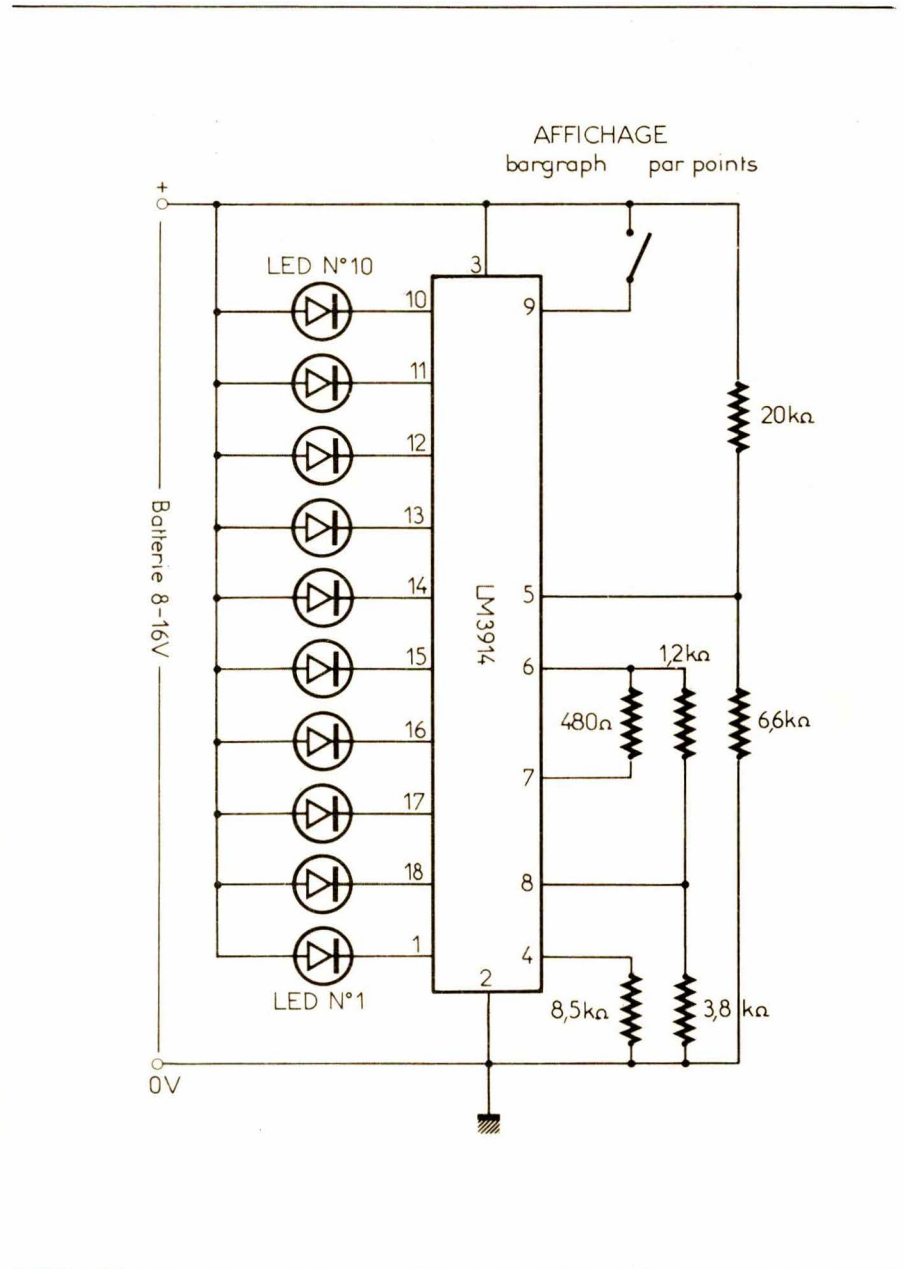 AFFICHAGE
bargraph par points
+
LED N°10
3
10
9
11
20kΩ
12
Batterie 8-16V
13
14
LM3914
5
15
6
1,2kΩ
16
480Ω
6,6kΩ
7
17
18
8
1
4
2
LED N°1
8,5kΩ
3,8 kΩ
0V